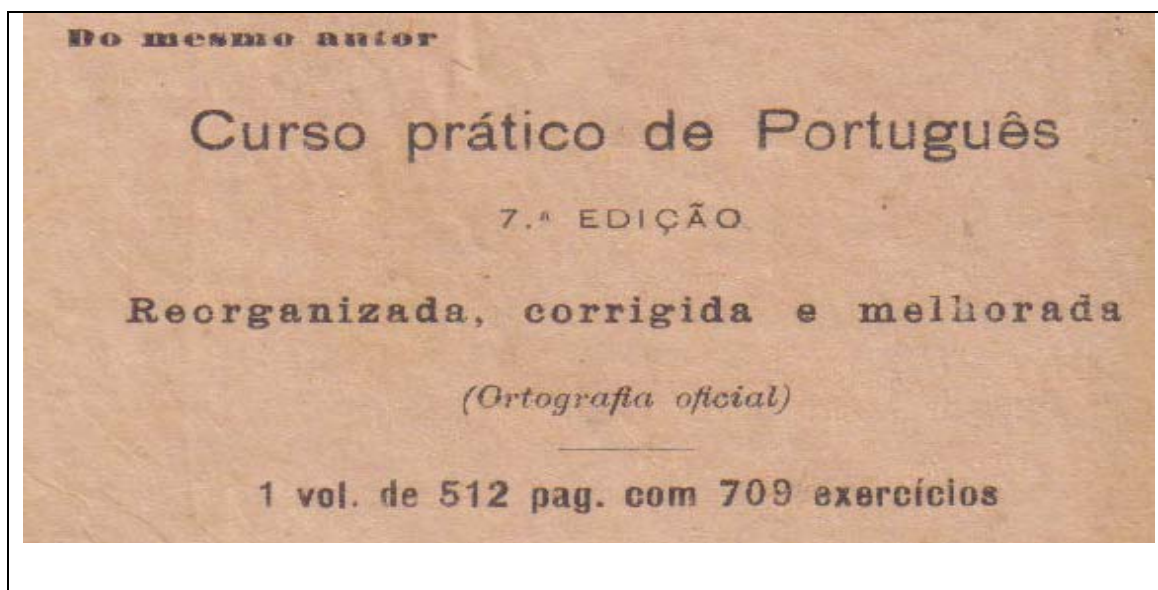 Do mesmo autor
Curso prático de Português
7.ª EDIÇÃO
Reorganizada, corrigida e melhorada
(Ortografia oficial)
1 vol. de 512 pag. com 709 exercícios